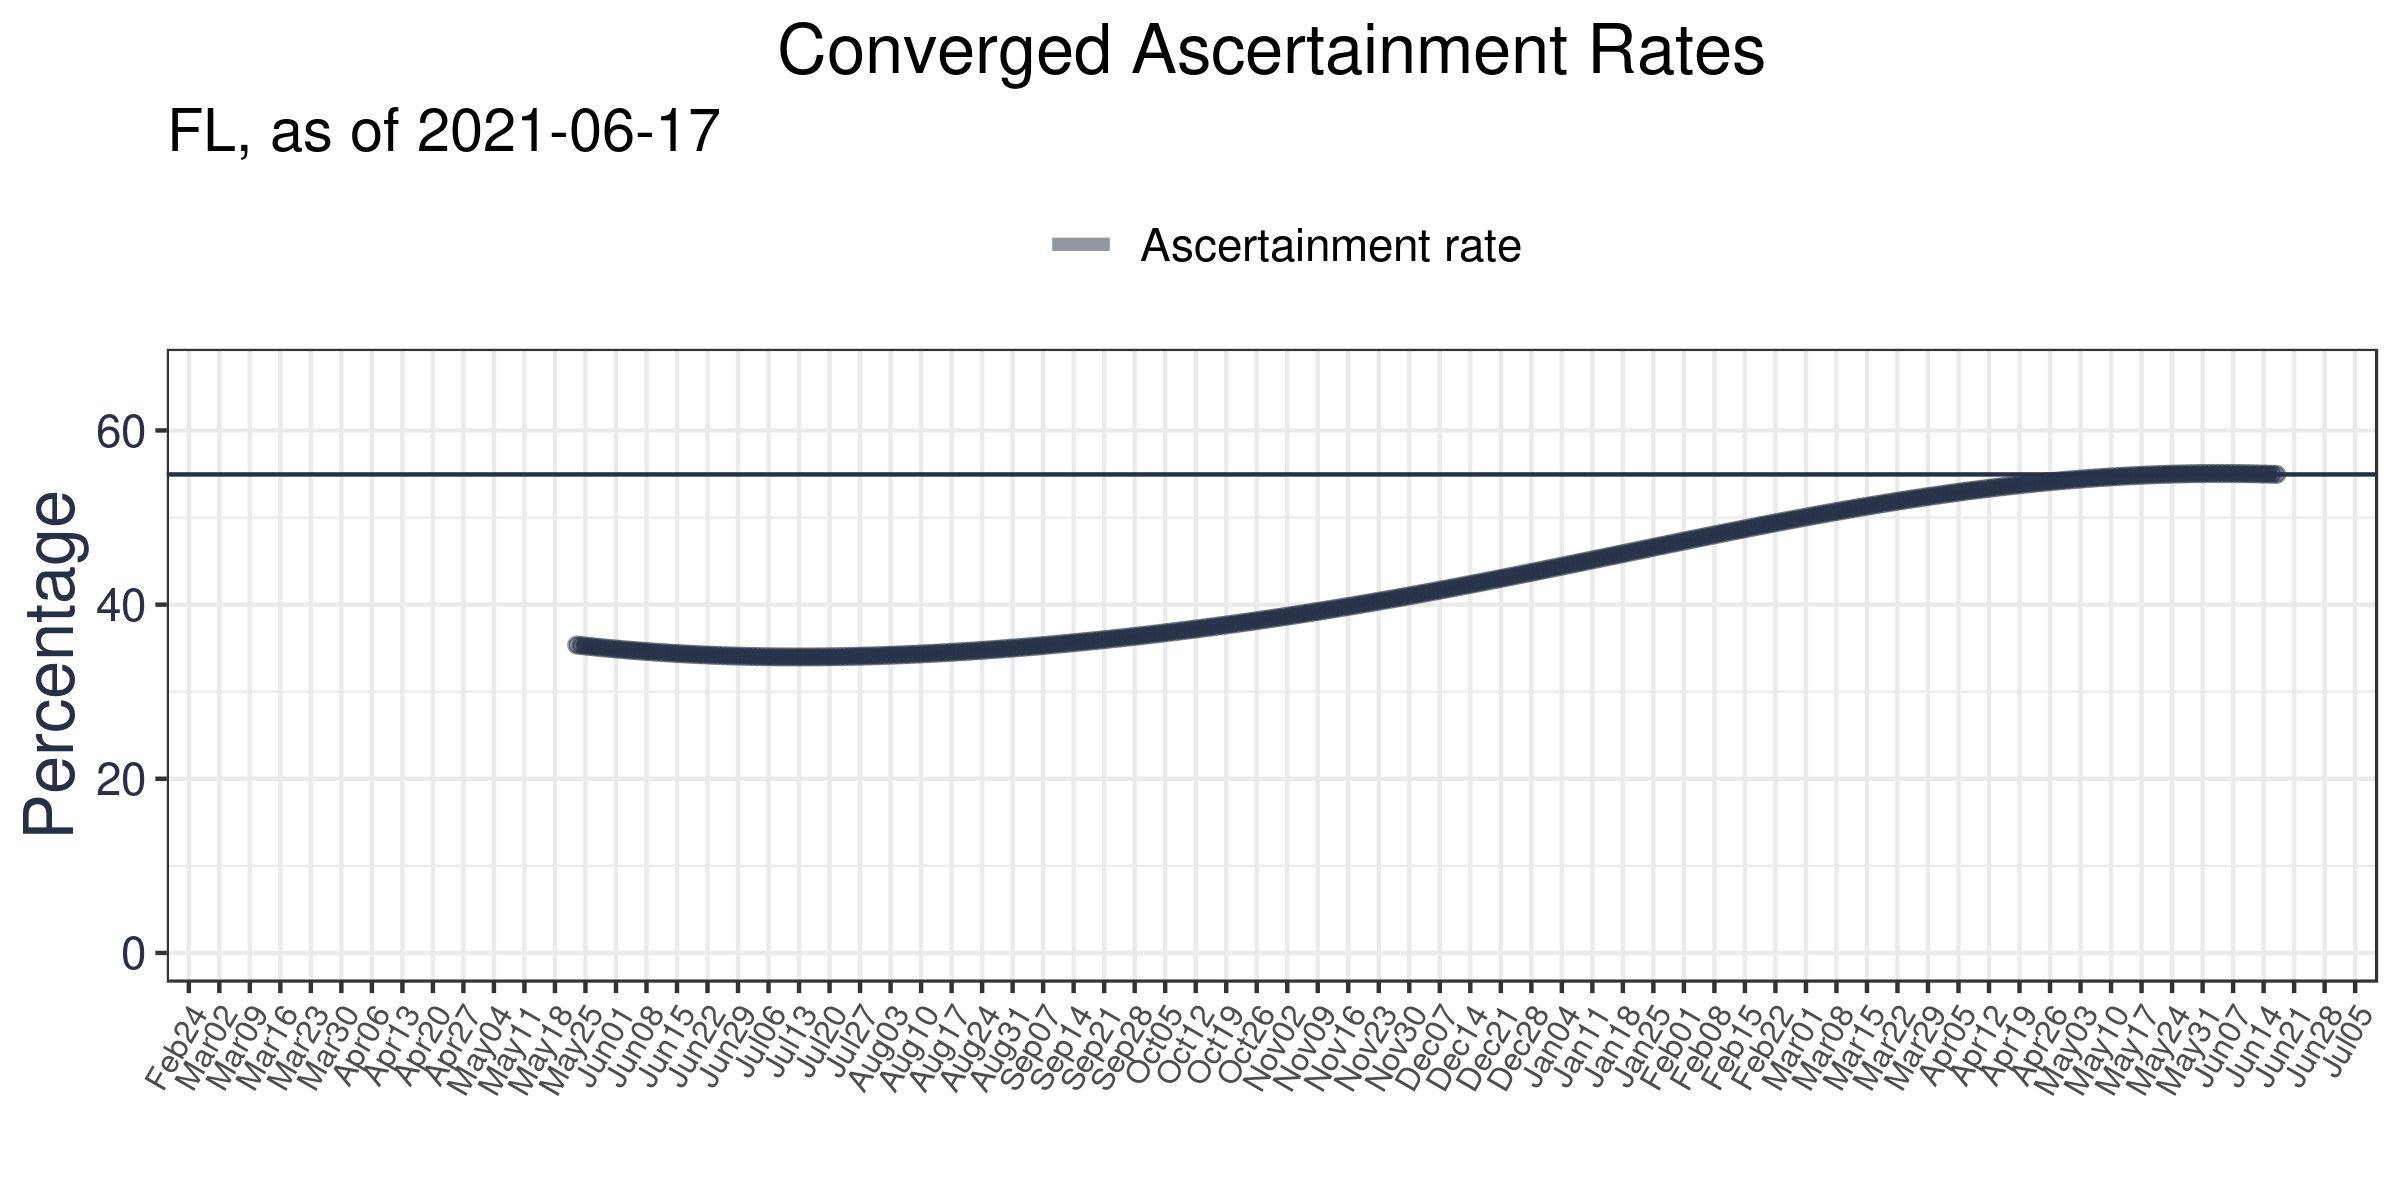 Converged Ascertainment Rates
FL, as of 2021-06-17
Ascertainment rate
Percentage
60
40
20
0
Feb24
Mar02
Mar09
Mar16
Mar23
Mar30
Apr06
Apr13
Apr20
Apr27
May04
May11
May18
May25
Jun01
Jun08
Jun15
Jun22
Jun29
Jul06
Jul13
Jul20
Jul27
Aug03
Aug10
Aug17
Aug24
Aug31
Sep07
Sep14
Sep21
Sep28
Oct05
Oct12
Oct19
Oct26
Nov02
Nov09
Nov16
Nov23
Nov30
Dec07
Dec14
Dec21
Dec28
Jan04
Jan11
Jan18
Jan25
Feb01
Feb08
Feb15
Feb22
Mar01
Mar08
Mar15
Mar22
Mar29
Apr05
Apr12
Apr19
Apr26
May03
May10
May17
May24
May31
Jun07
Jun14
Jun21
Jun28
Jul05